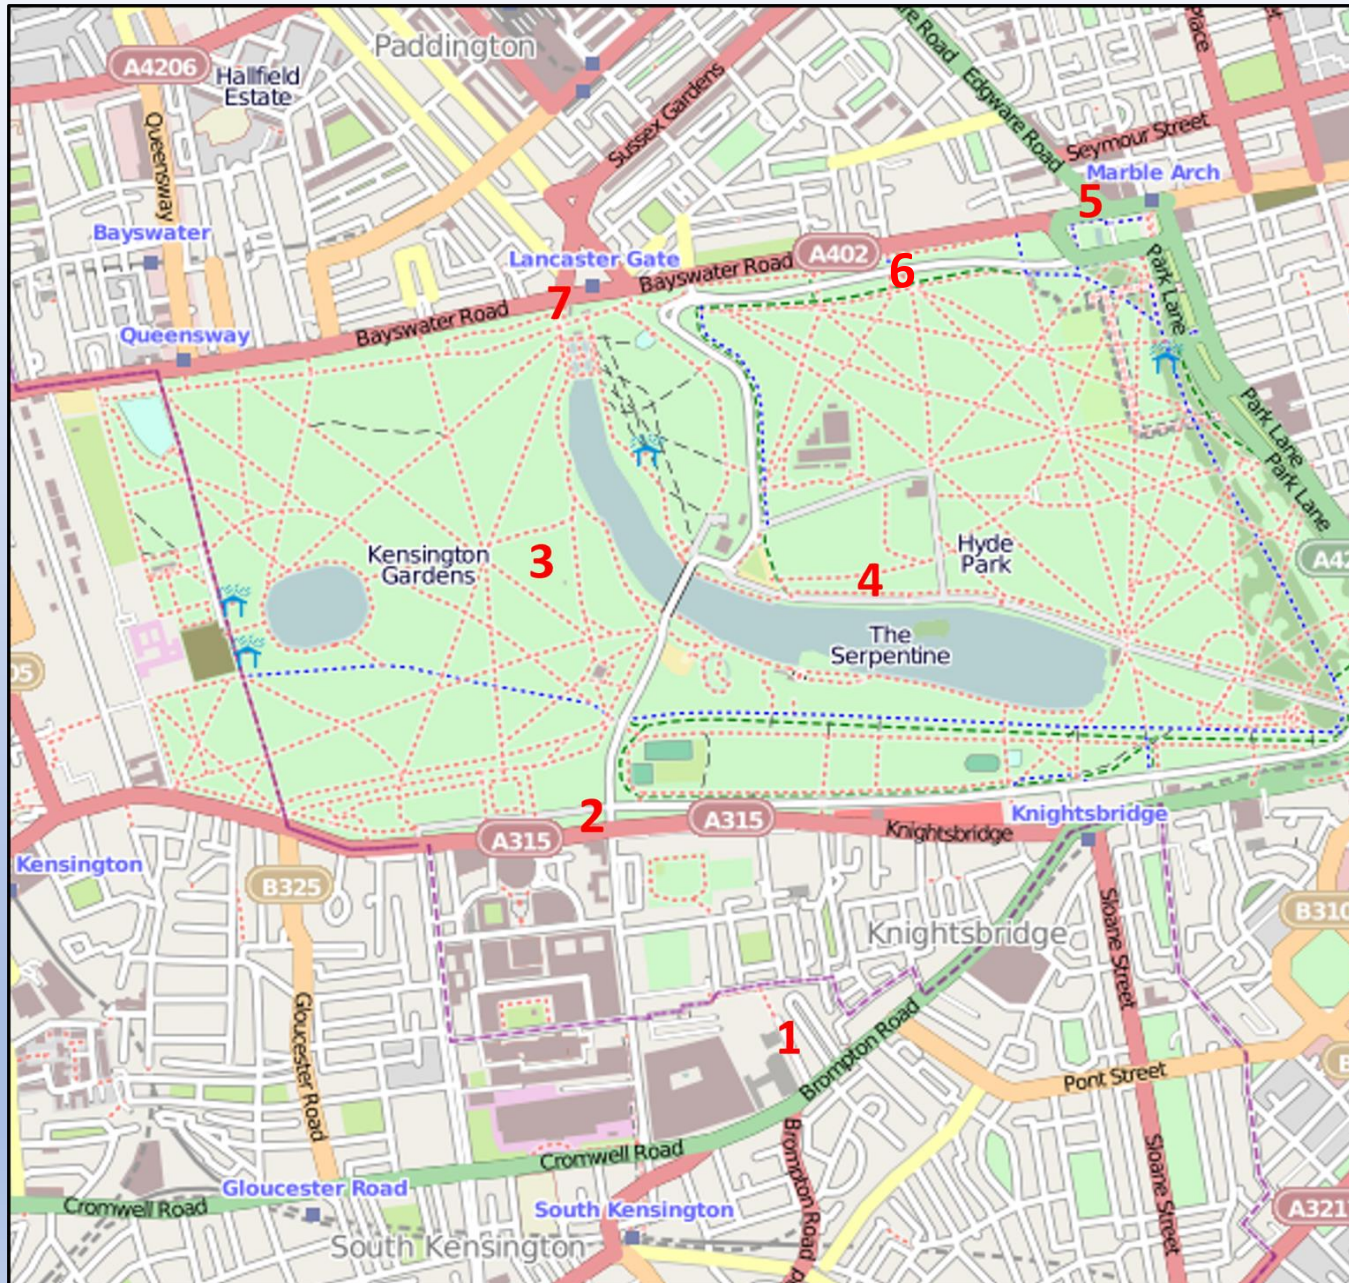 Paddington
A4206
Hallfield
Estate
Queensway
Sussex Gardens
Edgware Road
Seymour Street
Marble Arch
5
Bayswater
Lancaster Gate
A402
Bayswater Road
6
7
Park Lane
Queensway
Bayswater Road
Park Lane
Park Lane
Kensington
Gardens
3
Hyde
Park
4
The
Serpentine
2
A315
A315
Knightsbridge
Knightsbridge
Kensington
B325
Knightsbridge
Sloane Street
B310
Gloucester Road
1
Brompton Road
Pont Street
Cromwell Road
Brompton Road
Sloane Street
Gloucester Road
Cromwell Road
South Kensington
A321
South Kensington